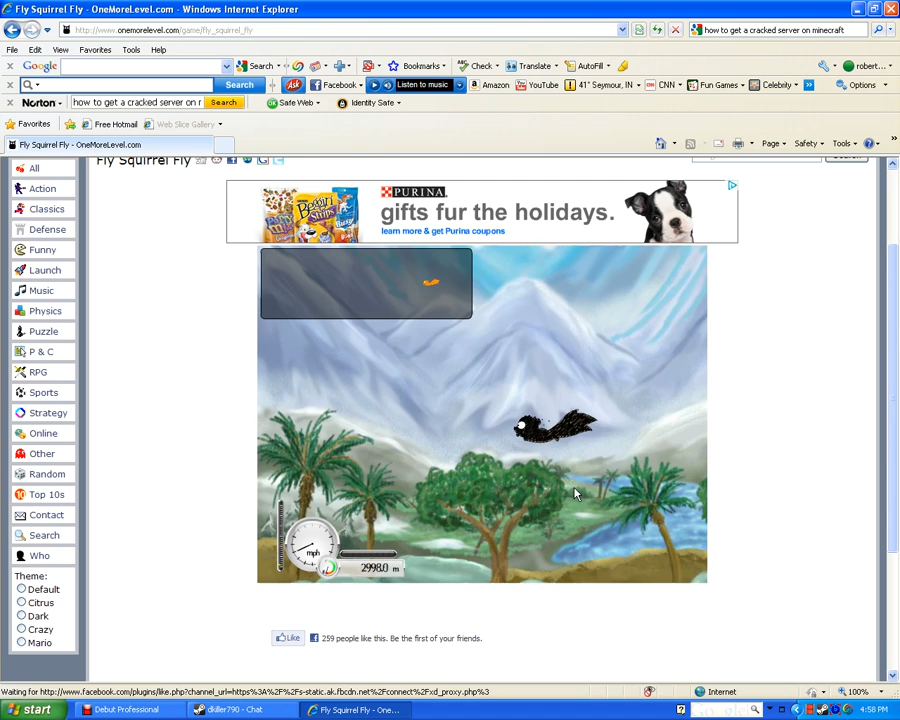 Fly Squirrel Fly - OneMoreLevel.com - Windows Internet Explorer
http://www.onemorelevel.com/game/fly_squirrel_fly
how to get a cracked server on minecraft
File Edit View Favorites Tools Help
Google Search Bookmarks Check Translate AutoFill robert...
Search Ask Facebook Listen to music Amazon YouTube 41° Seymour, IN CNN Fun Games Celebrity Options
Norton how to get a cracked server on r Search Safe Web Identity Safe
Favorites Free Hotmail Web Slice Gallery
Fly Squirrel Fly - OneMoreLevel.com
Page Safety Tools
Fly Squirrel Fly
Search
All
Action
Classics
Defense
Funny
Launch
Music
Physics
Puzzle
P & C
RPG
Sports
Strategy
Online
Other
Random
Top 10s
Contact
Search
Who
Theme:
Default
Citrus
Dark
Crazy
Mario
PURINA
gifts fur the holidays.
learn more & get Purina coupons
Beggin' Strips
mph
2998.0 m
Like 259 people like this. Be the first of your friends.
Waiting for http://www.facebook.com/plugins/like.php?channel_url=https%3A%2F%2Fs-static.ak.fbcdn.net%2Fconnect%2Fxd_proxy.php%3
Internet
100%
start Debut Professional dkiller790 - Chat Fly Squirrel Fly - One...
Google
4:58 PM